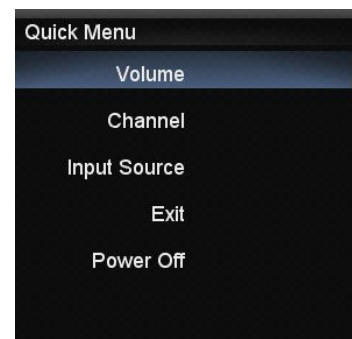 Quick Menu
Volume
Channel
Input Source
Exit
Power Off